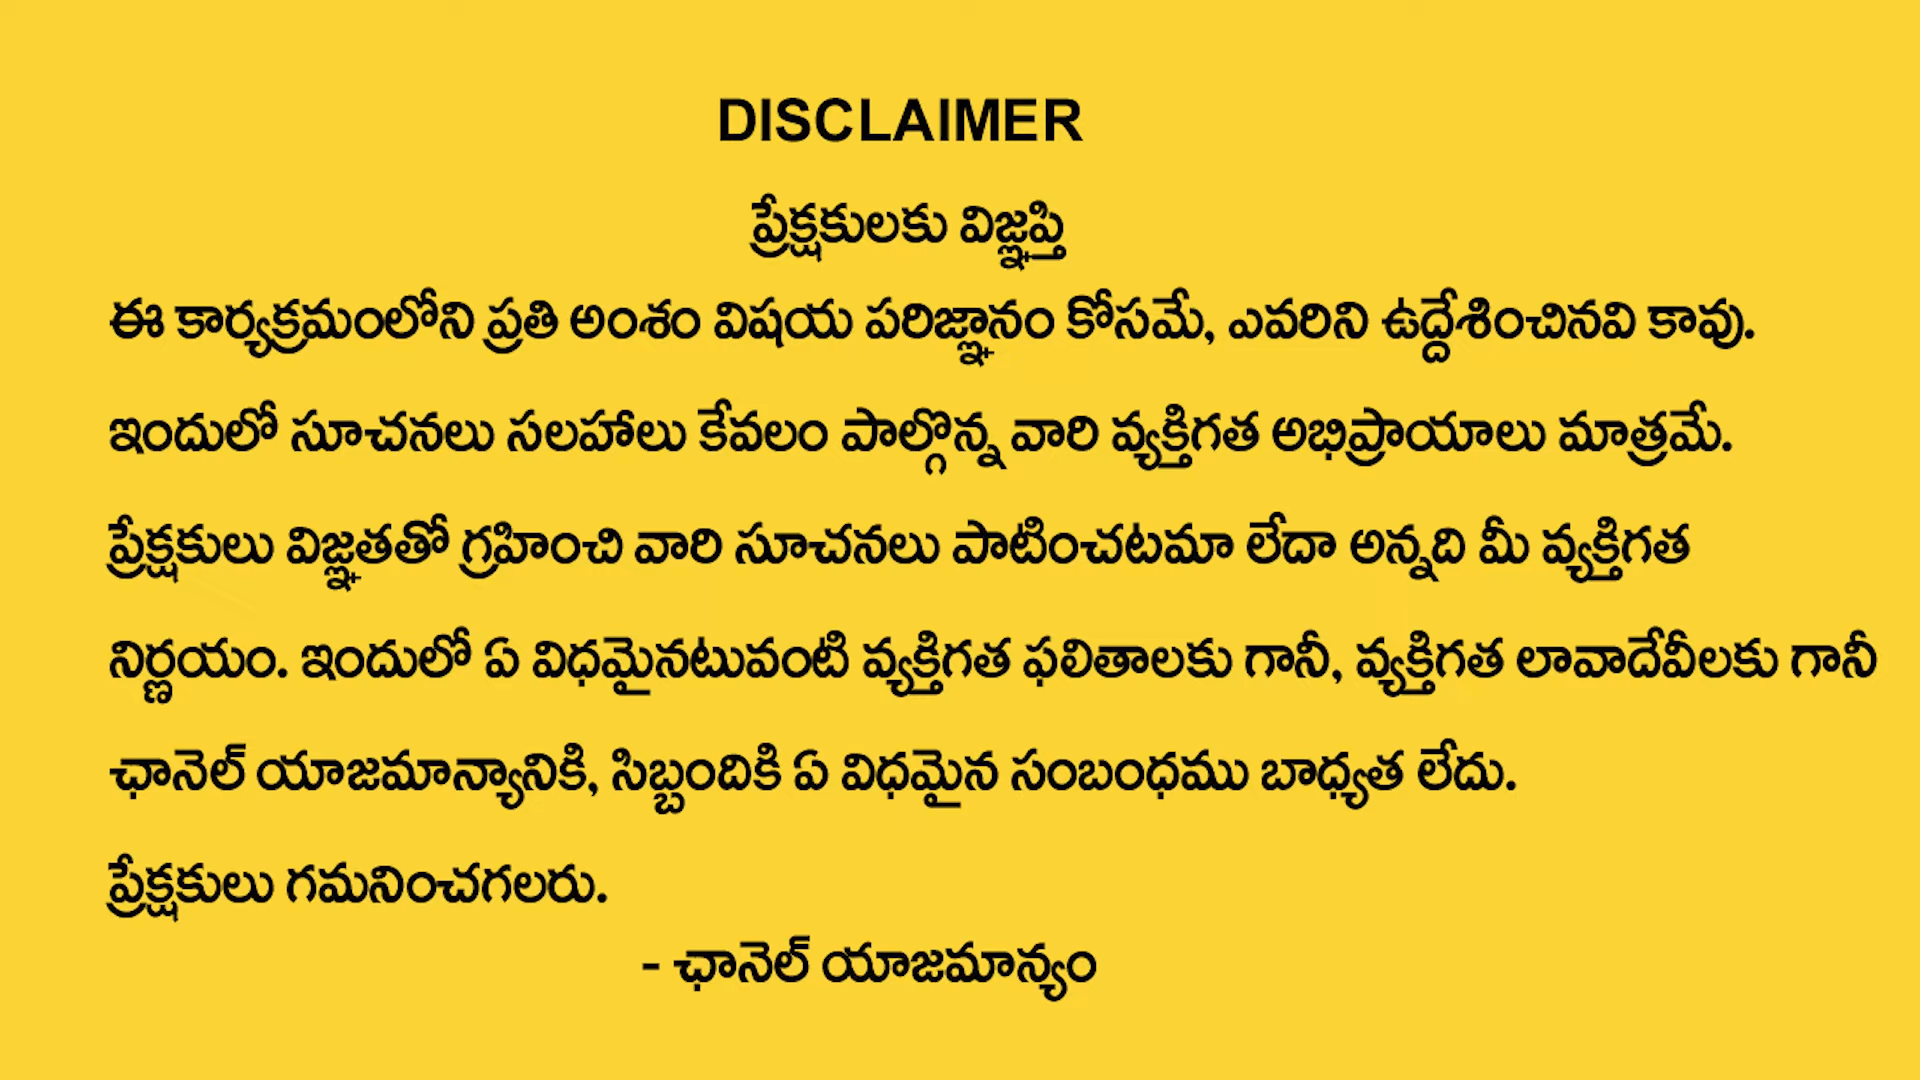 DISCLAIMER
ప్రేక్షకులకు విజ్ఞప్తి
ఈ కార్యక్రమంలోని ప్రతి అంశం విషయ పరిజ్ఞానం కోసమే, ఎవరిని ఉద్దేశించినవి కావు.
ఇందులో సూచనలు సలహాలు కేవలం పాల్గొన్న వారి వ్యక్తిగత అభిప్రాయాలు మాత్రమే.
ప్రేక్షకులు విజ్ఞతతో గ్రహించి వారి సూచనలు పాటించటమా లేదా అన్నది మీ వ్యక్తిగత
నిర్ణయం. ఇందులో ఏ విధమైనటువంటి వ్యక్తిగత ఫలితాలకు గానీ, వ్యక్తిగత లావాదేవీలకు గానీ
ఛానెల్ యాజమాన్యానికి, సిబ్బందికి ఏ విధమైన సంబంధము బాధ్యత లేదు.
ప్రేక్షకులు గమనించగలరు.
- ఛానెల్ యాజమాన్యం